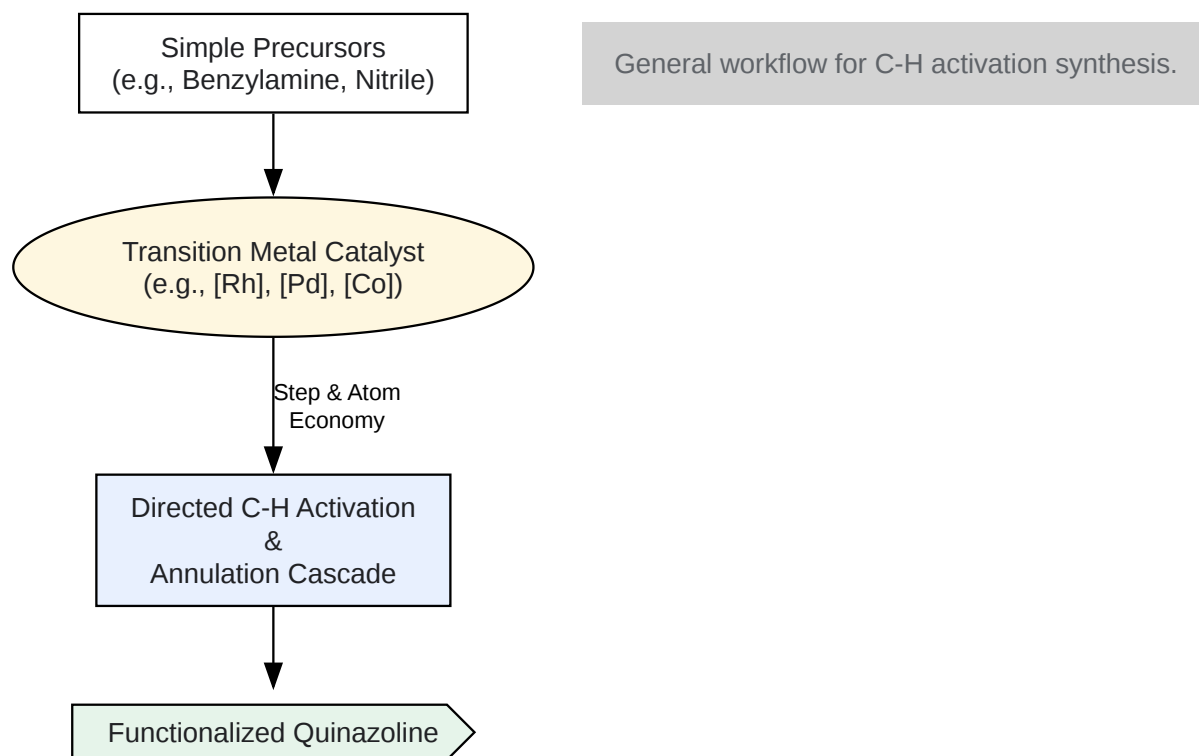 Simple Precursors
(e.g., Benzylamine, Nitrile)
General workflow for C-H activation synthesis.
Transition Metal Catalyst
(e.g., [Rh], [Pd], [Co])
Step & Atom
Economy
Directed C-H Activation
&
Annulation Cascade
Functionalized Quinazoline